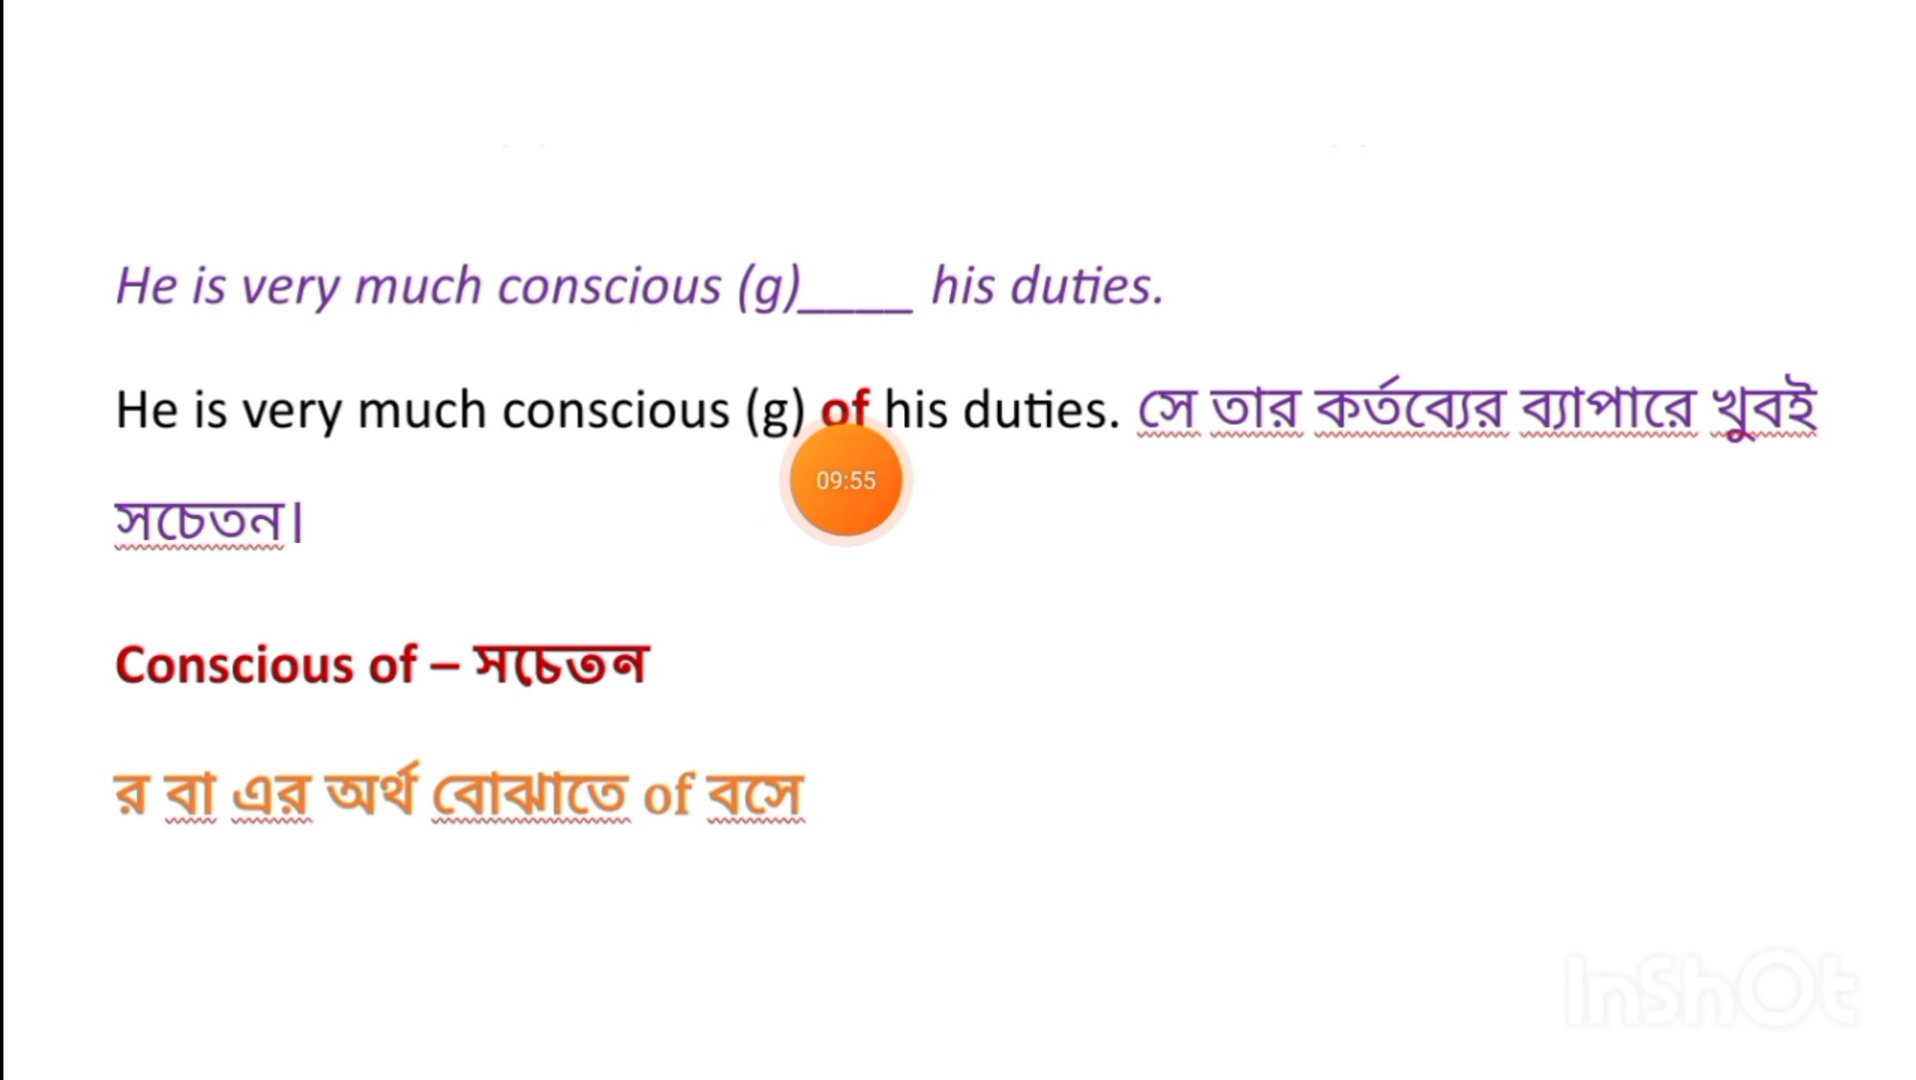 He is very much conscious (g)____ his duties.
He is very much conscious (g) of his duties. সে তার কর্তব্যের ব্যাপারে খুবই
সচেতন।
09:55
Conscious of – সচেতন
র বা এর অর্থ বোঝাতে of বসে
InShOt